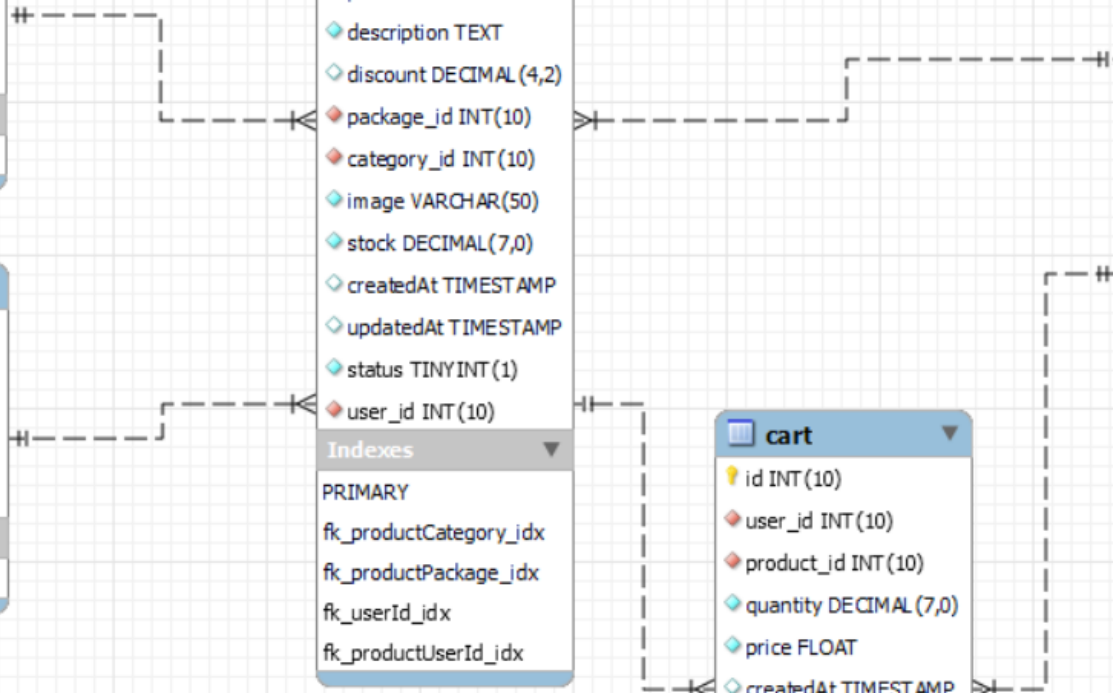 description TEXT
discount DECIMAL(4,2)
package_id INT(10)
category_id INT(10)
image VARCHAR(50)
stock DECIMAL(7,0)
createdAt TIMESTAMP
updatedAt TIMESTAMP
status TINYINT(1)
user_id INT(10)
Indexes
PRIMARY
fk_productCategory_idx
fk_productPackage_idx
fk_userId_idx
fk_productUserId_idx
cart
id INT(10)
user_id INT(10)
product_id INT(10)
quantity DECIMAL(7,0)
price FLOAT
createdAt TIMESTAMP